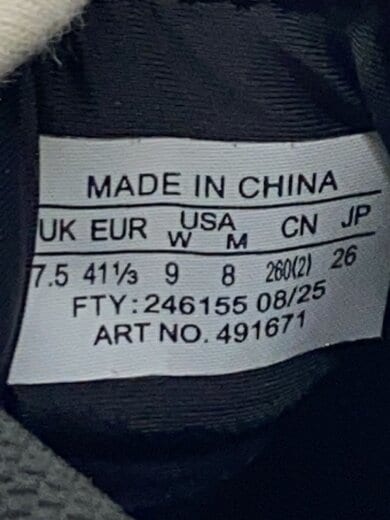 MADE IN CHINA
UK EUR USA CN JP
W M
7.5 41⅓ 9 8 260(2) 26
FTY: 246155 08/25
ART NO. 491671